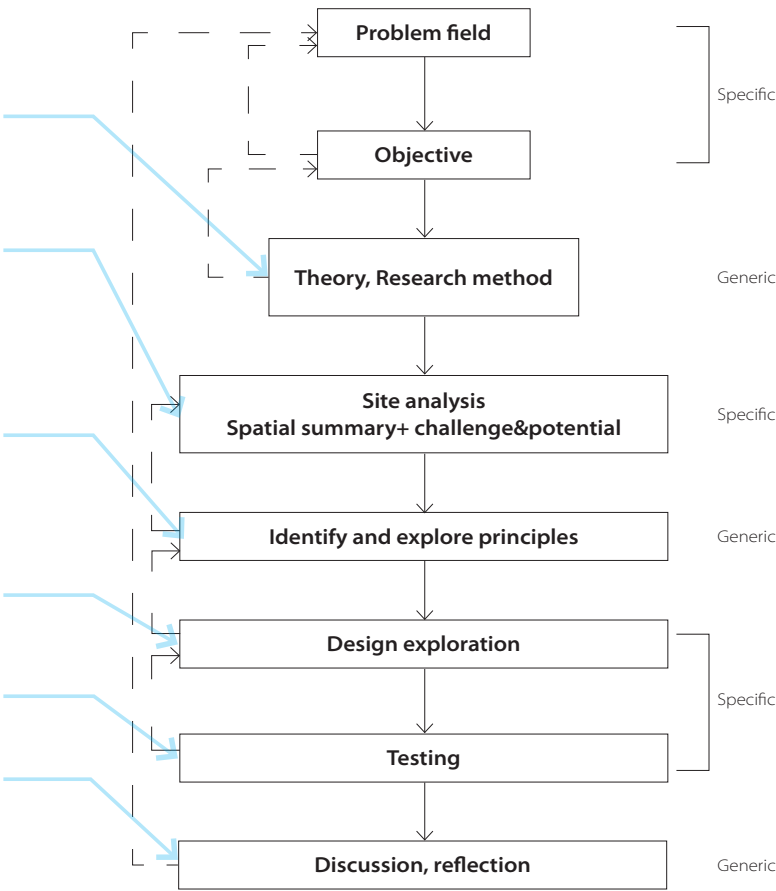 Problem field
Specific
Objective
Theory, Research method
Generic
Site analysis
Spatial summary+ challenge&potential
Specific
Identify and explore principles
Generic
Design exploration
Specific
Testing
Discussion, reflection
Generic